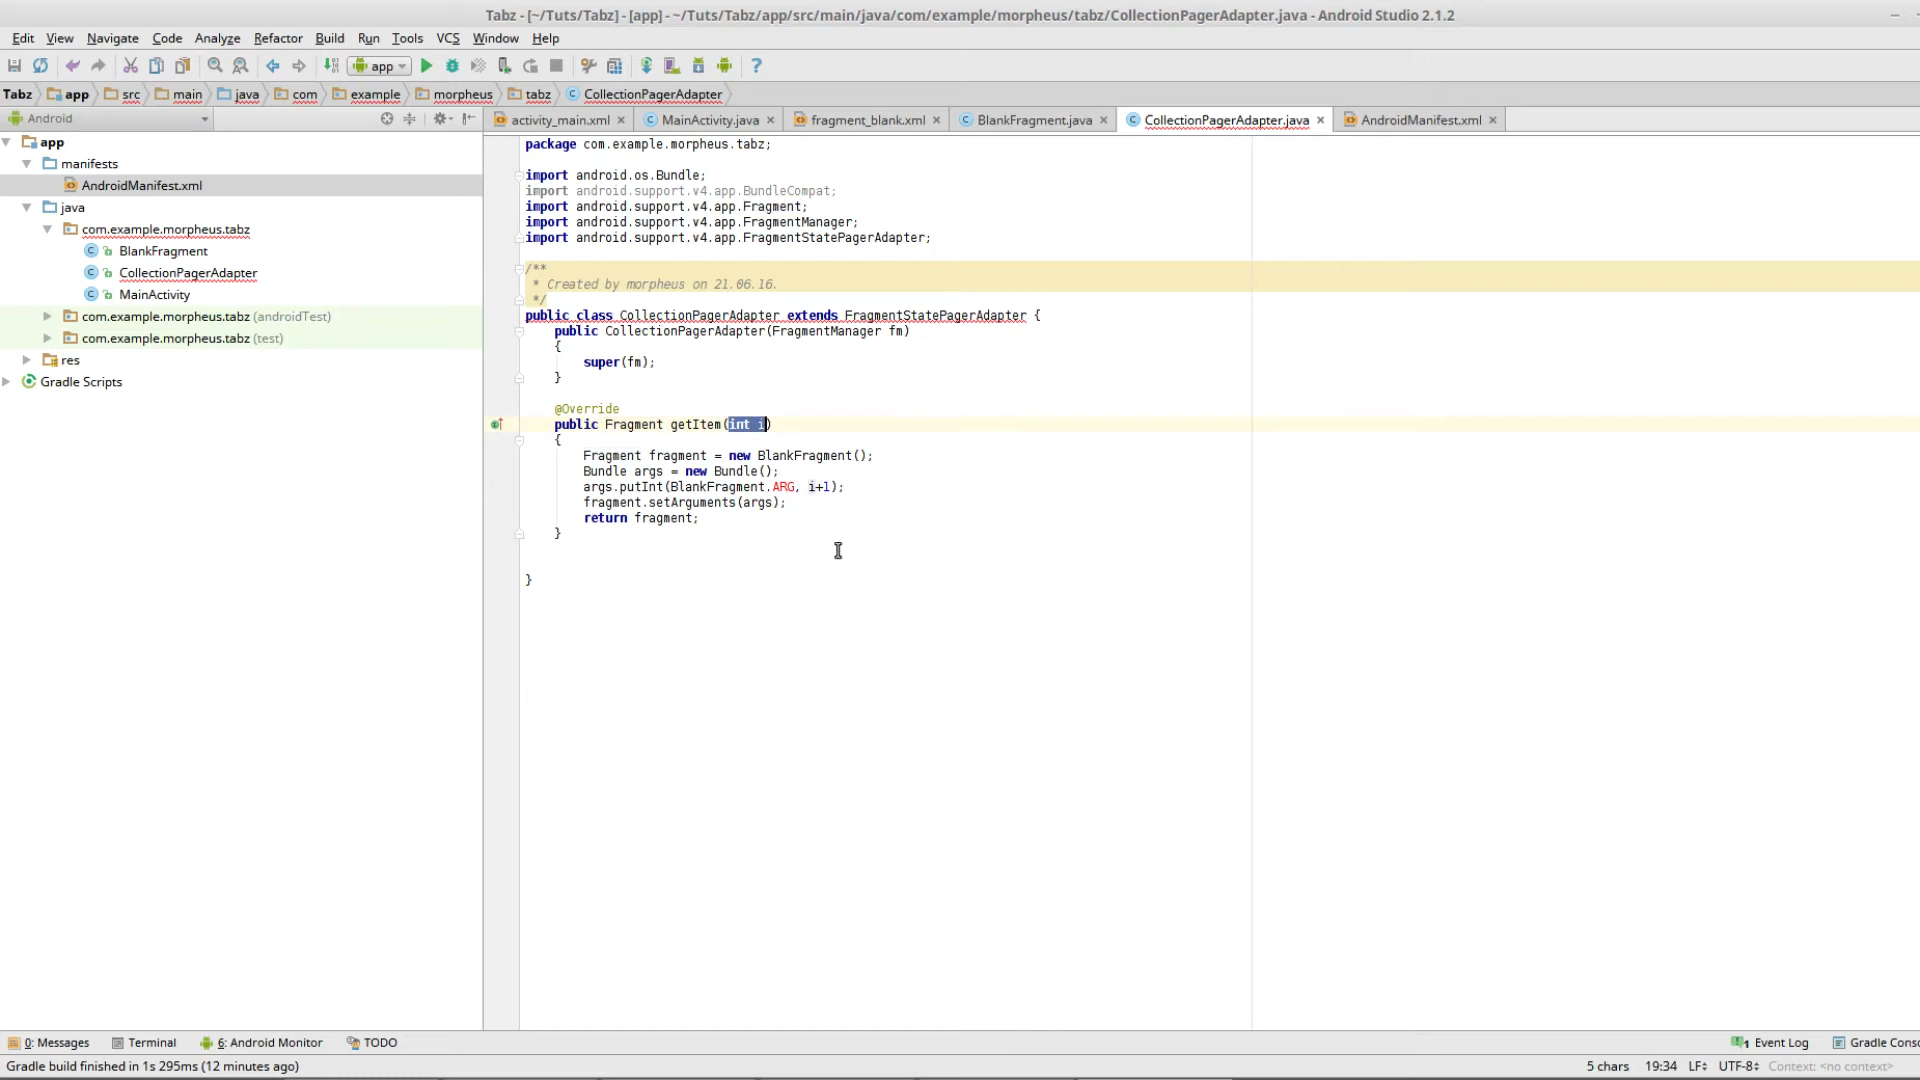 Tabz - [~/Tuts/Tabz] - [app] - ~/Tuts/Tabz/app/src/main/java/com/example/morpheus/tabz/CollectionPagerAdapter.java - Android Studio 2.1.2
Edit View Navigate Code Analyze Refactor Build Run Tools VCS Window Help
app
Tabz app src main java com example morpheus tabz CollectionPagerAdapter
Android
activity_main.xml MainActivity.java fragment_blank.xml BlankFragment.java CollectionPagerAdapter.java AndroidManifest.xml
app
manifests
AndroidManifest.xml
java
com.example.morpheus.tabz
BlankFragment
CollectionPagerAdapter
MainActivity
com.example.morpheus.tabz (androidTest)
com.example.morpheus.tabz (test)
res
Gradle Scripts
package com.example.morpheus.tabz;
import android.os.Bundle;
import android.support.v4.app.BundleCompat;
import android.support.v4.app.Fragment;
import android.support.v4.app.FragmentManager;
import android.support.v4.app.FragmentStatePagerAdapter;
/**
* Created by morpheus on 21.06.16.
*/
public class CollectionPagerAdapter extends FragmentStatePagerAdapter {
public CollectionPagerAdapter(FragmentManager fm)
{
super(fm);
}
@Override
public Fragment getItem(int i)
{
Fragment fragment = new BlankFragment();
Bundle args = new Bundle();
args.putInt(BlankFragment.ARG, i+1);
fragment.setArguments(args);
return fragment;
}
}
0: Messages Terminal 6: Android Monitor TODO 1 Event Log Gradle Conso
Gradle build finished in 1s 295ms (12 minutes ago) 5 chars 19:34 LF UTF-8 Context: <no context>